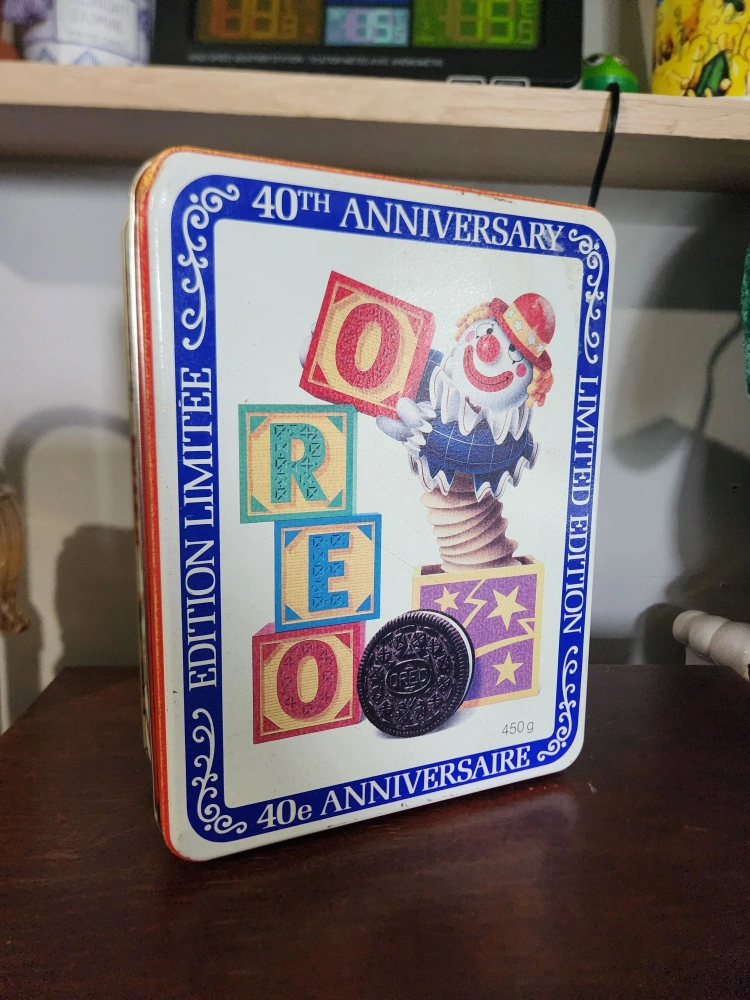 40TH ANNIVERSARY
EDITION LIMITÉE
LIMITED EDITION
O
R
E
O
OREO
450 g
40e ANNIVERSAIRE